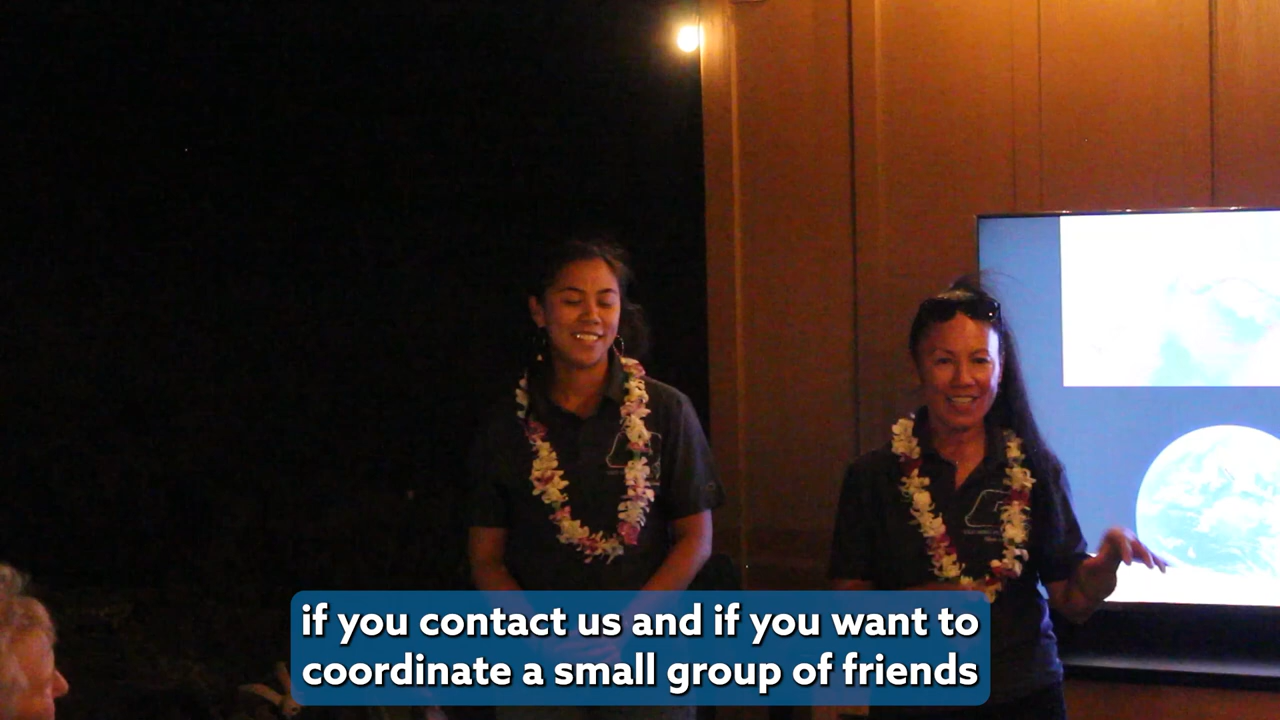 if you contact us and if you want to
coordinate a small group of friends